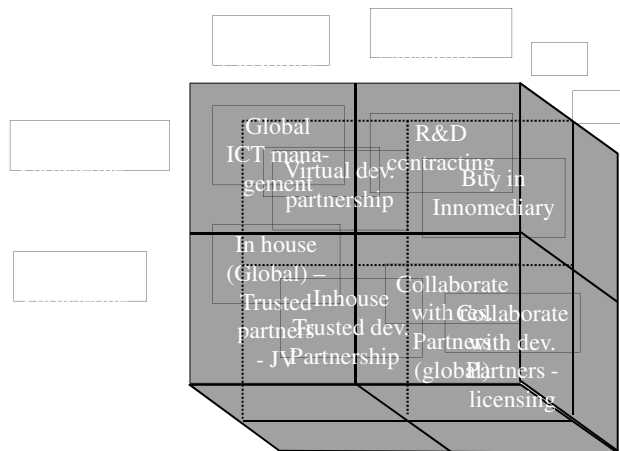 Global
ICT mana-
gement
Virtual dev.
partnership
R&D
contracting
Buy in
Innomediary
In house
(Global) –
Trusted
partners
- JV
Inhouse
Trusted dev.
Partnership
Collaborate
with res.
Partners
(global)
Collaborate
with dev.
Partners -
licensing